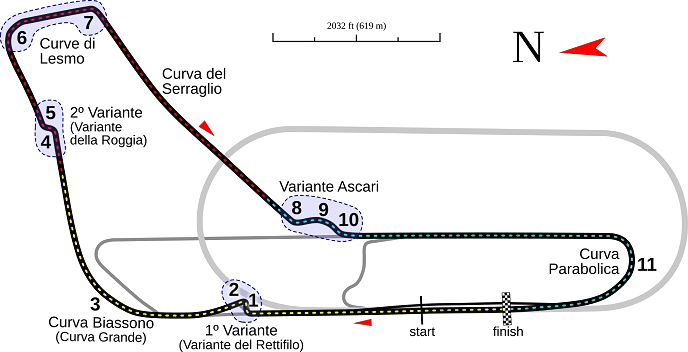 7
6
Curve di
Lesmo
2032 ft (619 m)
N
Curva del
Serraglio
5
4
2º Variante
(Variante
della Roggia)
Variante Ascari
8
9
10
Curva
Parabolica
11
2
1
3
Curva Biassono
(Curva Grande)
1º Variante
(Variante del Rettifilo)
start
finish